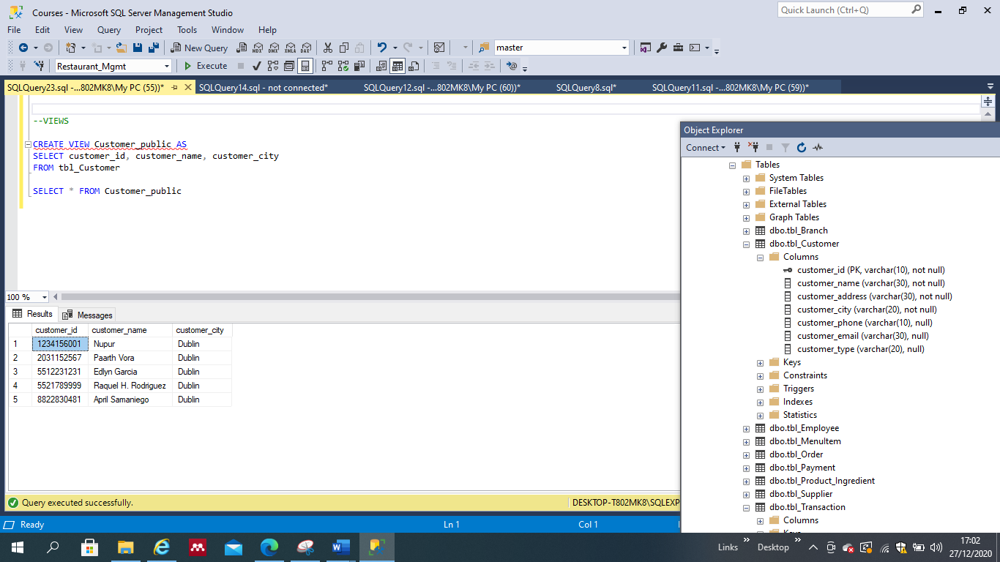 Courses - Microsoft SQL Server Management Studio
Quick Launch (Ctrl+Q)
File Edit View Query Project Tools Window Help
New Query MDX DMX XMLA DAX master
Restaurant_Mgmt Execute
SQLQuery23.sql -...802MK8\My PC (55))* SQLQuery14.sql - not connected* SQLQuery12.sql -...802MK8\My PC (60))* SQLQuery8.sql* SQLQuery11.sql -...802MK8\My PC (59))*
--VIEWS
CREATE VIEW Customer_public AS
SELECT customer_id, customer_name, customer_city
FROM tbl_Customer
SELECT * FROM Customer_public
100 %
Results Messages
customer_id customer_name customer_city
1 1234156001 Nupur Dublin
2 2031152567 Paarth Vora Dublin
3 5512231231 Edlyn Garcia Dublin
4 5521789999 Raquel H. Rodriguez Dublin
5 8822830481 April Samaniego Dublin
Query executed successfully.
DESKTOP-T802MK8\SQLEXP
Object Explorer
Connect
Tables
System Tables
FileTables
External Tables
Graph Tables
dbo.tbl_Branch
dbo.tbl_Customer
Columns
customer_id (PK, varchar(10), not null)
customer_name (varchar(30), not null)
customer_address (varchar(30), not null)
customer_city (varchar(20), not null)
customer_phone (varchar(10), null)
customer_email (varchar(30), null)
customer_type (varchar(20), null)
Keys
Constraints
Triggers
Indexes
Statistics
dbo.tbl_Employee
dbo.tbl_MenuItem
dbo.tbl_Order
dbo.tbl_Payment
dbo.tbl_Product_Ingredient
dbo.tbl_Supplier
dbo.tbl_Transaction
Columns
Keys
Ready
Ln 1
Col 1
Links
Desktop
17:02
27/12/2020